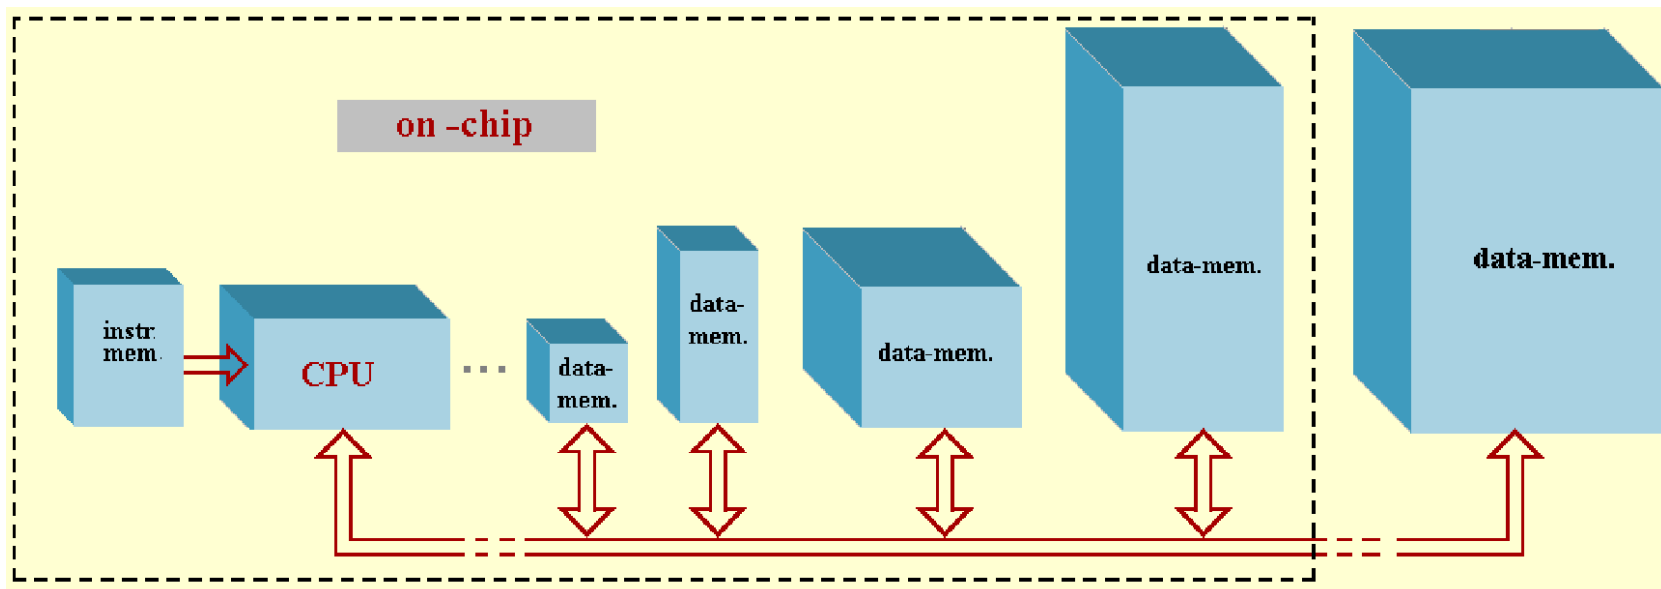 on -chip
instr.
mem.
CPU
...
data-
mem.
data-
mem.
data-mem.
data-mem.
data-mem.